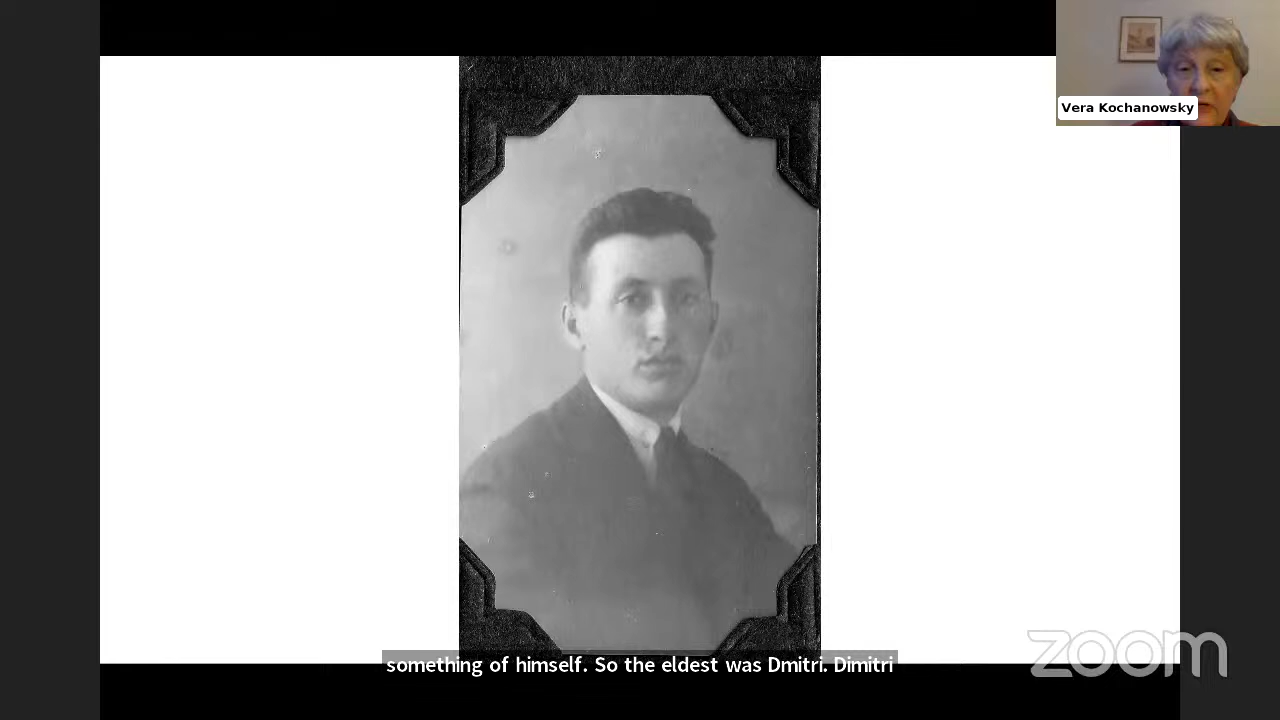 Vera Kochanowsky
something of himself. So the eldest was Dmitri. Dimitri
zoom